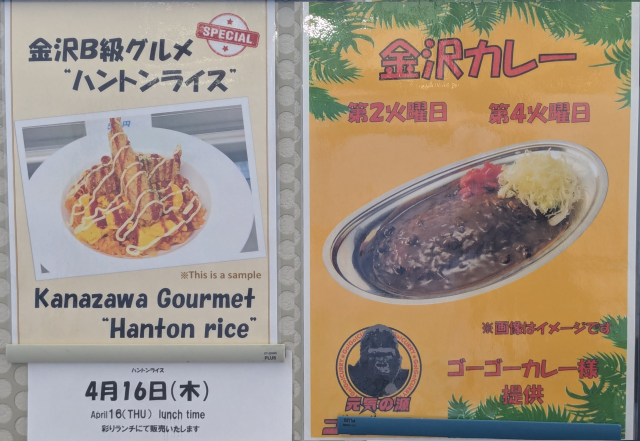 SPECIAL
金沢B級グルメ
"ハントンライス"
※This is a sample
Kanazawa Gourmet
"Hanton rice"
ハントンライス
4月16日(木)
April 16(THU) lunch time
彩りランチにて販売いたします
金沢カレー
第2火曜日 第4火曜日
※画像はイメージです
ゴーゴーカレー様
提供
元気の源